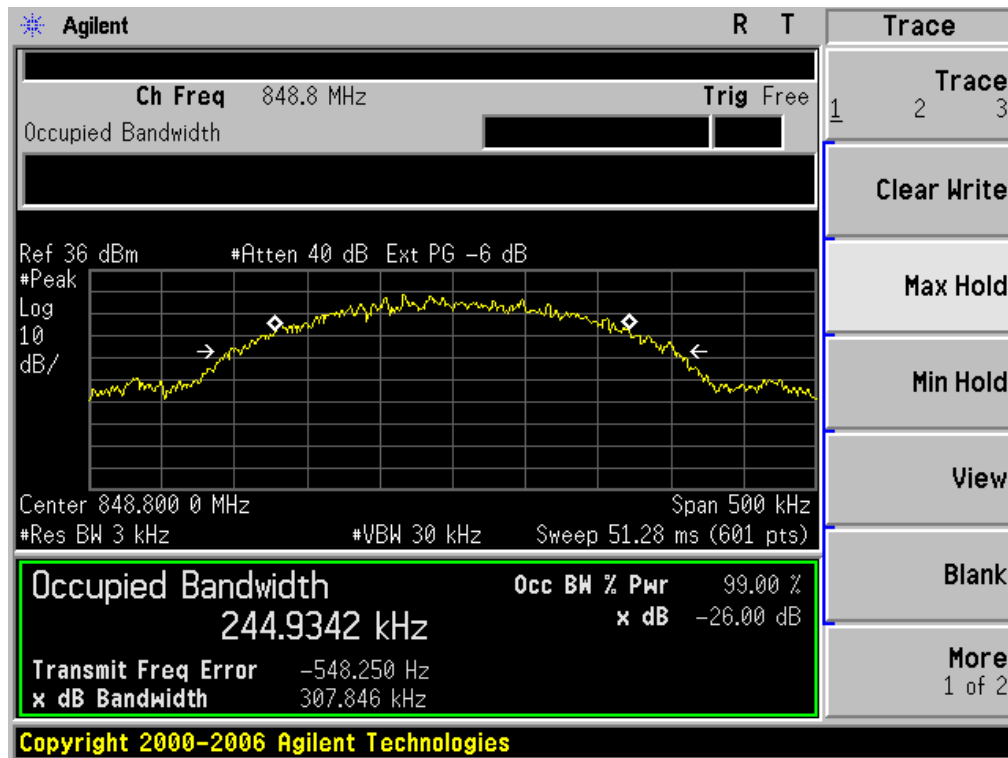 Agilent R T
Trace
Ch Freq 848.8 MHz Trig Free
Occupied Bandwidth
Trace
1 2 3
Clear Write
Max Hold
Min Hold
View
Blank
More
1 of 2
Ref 36 dBm #Atten 40 dB Ext PG -6 dB
#Peak
Log
10
dB/
Center 848.800 0 MHz Span 500 kHz
#Res BW 3 kHz #VBW 30 kHz Sweep 51.28 ms (601 pts)
Occupied Bandwidth
244.9342 kHz
Occ BW % Pwr 99.00 %
x dB -26.00 dB
Transmit Freq Error -548.250 Hz
x dB Bandwidth 307.846 kHz
Copyright 2000-2006 Agilent Technologies